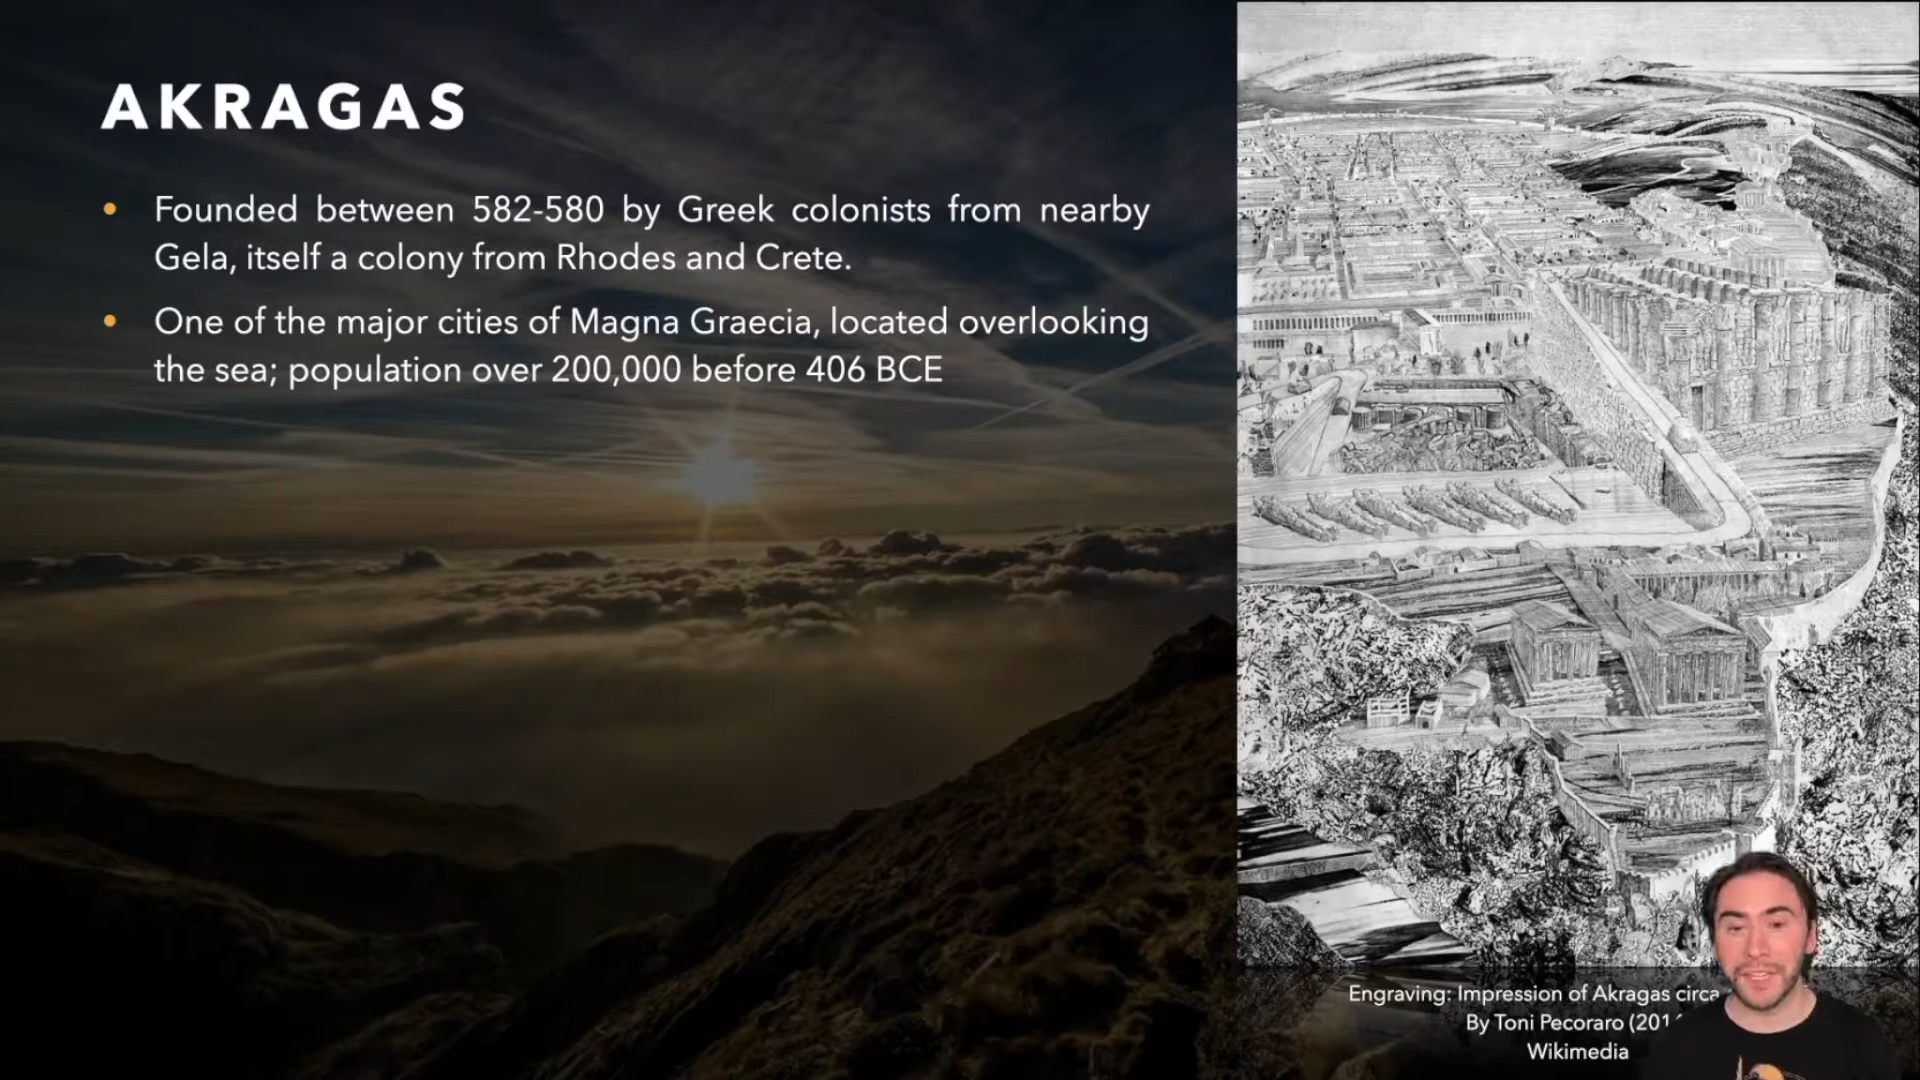 AKRAGAS
• Founded between 582-580 by Greek colonists from nearby
Gela, itself a colony from Rhodes and Crete.
• One of the major cities of Magna Graecia, located overlooking
the sea; population over 200,000 before 406 BCE
Engraving: Impression of Akragas circa
By Toni Pecoraro
Wikimedia